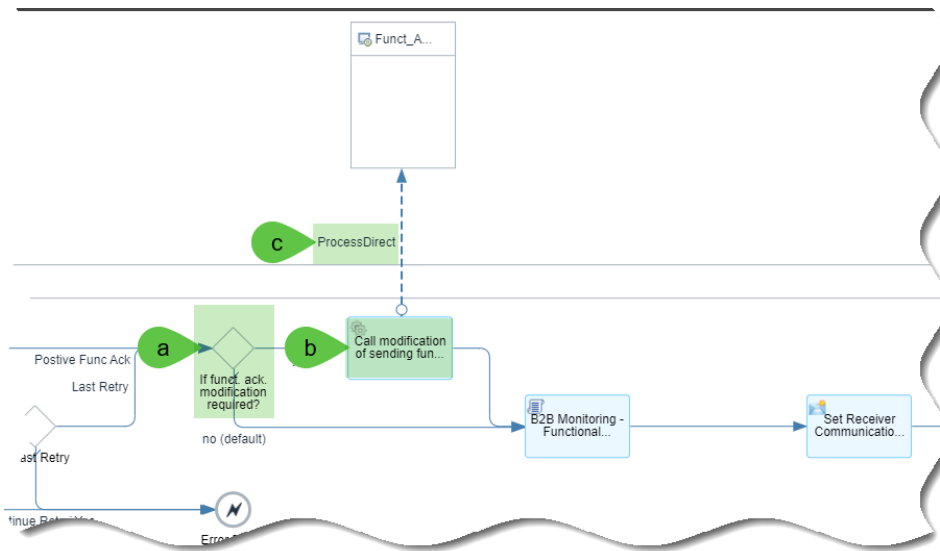 Funct_A...
c
ProcessDirect
a
b
Call modification
of sending fun...
Postive Func Ack
Last Retry
If funct. ack.
modification
required?
no (default)
B2B Monitoring -
Functional...
Set Receiver
Communicatio...
Last Retry